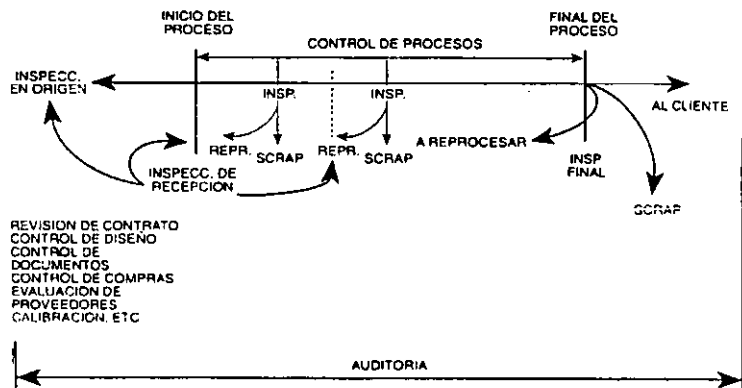 INICIO DEL
PROCESO
FINAL DEL
PROCESO
CONTROL DE PROCESOS
INSPECC.
EN ORIGEN
INSP.
INSP.
AL CLIENTE
REPR.
SCRAP
REPR.
SCRAP
A REPROCESAR
INSP
FINAL
INSPECC. DE
RECEPCION
SCRAP
REVISION DE CONTRATO
CONTROL DE DISEÑO
CONTROL DE
DOCUMENTOS
CONTROL DE COMPRAS
EVALUACIÓN DE
PROVEEDORES
CALIBRACION, ETC
AUDITORIA